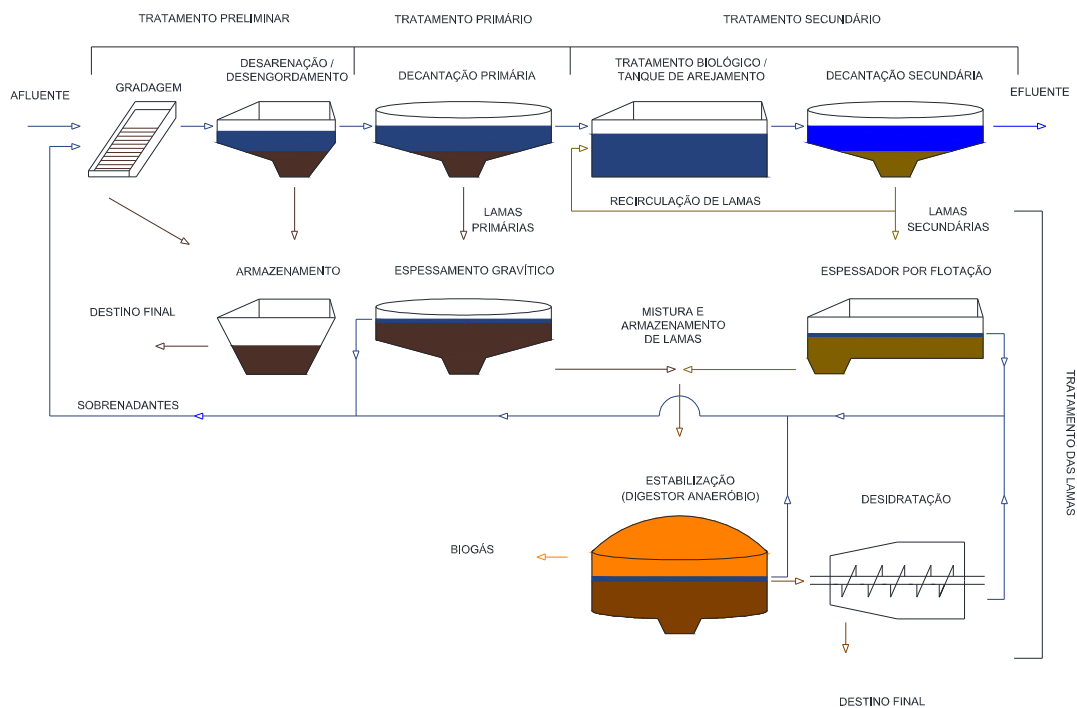 TRATAMENTO PRELIMINAR
TRATAMENTO PRIMÁRIO
TRATAMENTO SECUNDÁRIO
AFLUENTE
GRADAGEM
DESARENAÇÃO /
DESENGORDAMENTO
DECANTAÇÃO PRIMÁRIA
TRATAMENTO BIOLÓGICO /
TANQUE DE AREJAMENTO
DECANTAÇÃO SECUNDÁRIA
EFLUENTE
LAMAS
PRIMÁRIAS
RECIRCULAÇÃO DE LAMAS
LAMAS
SECUNDÁRIAS
DESTINO FINAL
ARMAZENAMENTO
ESPESSAMENTO GRAVÍTICO
MISTURA E
ARMAZENAMENTO
DE LAMAS
ESPESSADOR POR FLOTAÇÃO
TRATAMENTO DAS LAMAS
SOBRENADANTES
ESTABILIZAÇÃO
(DIGESTOR ANAERÓBIO)
DESIDRATAÇÃO
BIOGÁS
DESTINO FINAL